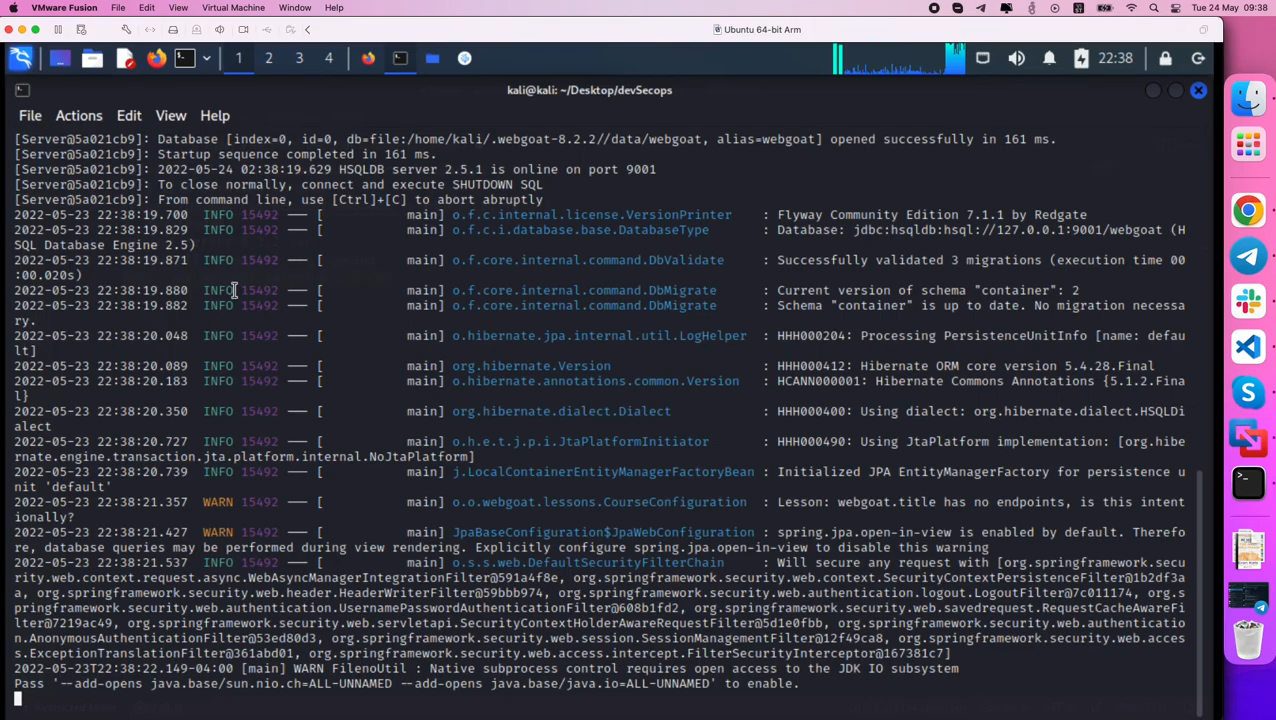 VMware Fusion File Edit View Virtual Machine Window Help Tue 24 May 09:38
Ubuntu 64-bit Arm
1 2 3 4 22:38
kali@kali: ~/Desktop/devSecops
File Actions Edit View Help
[Server@5a021cb9]: Database [index=0, id=0, db=file:/home/kali/.webgoat-8.2.2//data/webgoat, alias=webgoat] opened successfully in 161 ms.
[Server@5a021cb9]: Startup sequence completed in 161 ms.
[Server@5a021cb9]: 2022-05-24 02:38:19.629 HSQLDB server 2.5.1 is online on port 9001
[Server@5a021cb9]: To close normally, connect and execute SHUTDOWN SQL
[Server@5a021cb9]: From command line, use [Ctrl]+[C] to abort abruptly
2022-05-23 22:38:19.700 INFO 15492 — [ main] o.f.c.internal.license.VersionPrinter : Flyway Community Edition 7.1.1 by Redgate
2022-05-23 22:38:19.829 INFO 15492 — [ main] o.f.c.i.database.base.DatabaseType : Database: jdbc:hsqldb:hsql://127.0.0.1:9001/webgoat (H
SQL Database Engine 2.5)
2022-05-23 22:38:19.871 INFO 15492 — [ main] o.f.core.internal.command.DbValidate : Successfully validated 3 migrations (execution time 00
:00.020s)
2022-05-23 22:38:19.880 INFO 15492 — [ main] o.f.core.internal.command.DbMigrate : Current version of schema "container": 2
2022-05-23 22:38:19.882 INFO 15492 — [ main] o.f.core.internal.command.DbMigrate : Schema "container" is up to date. No migration necessa
ry.
2022-05-23 22:38:20.048 INFO 15492 — [ main] o.hibernate.jpa.internal.util.LogHelper : HHH000204: Processing PersistenceUnitInfo [name: defau
lt]
2022-05-23 22:38:20.089 INFO 15492 — [ main] org.hibernate.Version : HHH000412: Hibernate ORM core version 5.4.28.Final
2022-05-23 22:38:20.183 INFO 15492 — [ main] o.hibernate.annotations.common.Version : HCANN000001: Hibernate Commons Annotations {5.1.2.Fina
l}
2022-05-23 22:38:20.350 INFO 15492 — [ main] org.hibernate.dialect.Dialect : HHH000400: Using dialect: org.hibernate.dialect.HSQLDi
alect
2022-05-23 22:38:20.727 INFO 15492 — [ main] o.h.e.t.j.p.i.JtaPlatformInitiator : HHH000490: Using JtaPlatform implementation: [org.hibe
rnate.engine.transaction.jta.platform.internal.NoJtaPlatform]
2022-05-23 22:38:20.739 INFO 15492 — [ main] j.LocalContainerEntityManagerFactoryBean : Initialized JPA EntityManagerFactory for persistence u
nit 'default'
2022-05-23 22:38:21.357 WARN 15492 — [ main] o.o.webgoat.lessons.CourseConfiguration : Lesson: webgoat.title has no endpoints, is this intent
ionally?
2022-05-23 22:38:21.427 WARN 15492 — [ main] JpaBaseConfiguration$JpaWebConfiguration : spring.jpa.open-in-view is enabled by default. Therefo
re, database queries may be performed during view rendering. Explicitly configure spring.jpa.open-in-view to disable this warning
2022-05-23 22:38:21.537 INFO 15492 — [ main] o.s.s.web.DefaultSecurityFilterChain : Will secure any request with [org.springframework.secu
rity.web.context.request.async.WebAsyncManagerIntegrationFilter@591a4f8e, org.springframework.security.web.context.SecurityContextPersistenceFilter@1b2df3a
a, org.springframework.security.web.header.HeaderWriterFilter@59bbb974, org.springframework.security.web.authentication.logout.LogoutFilter@7c011174, org.s
pringframework.security.web.authentication.UsernamePasswordAuthenticationFilter@608b1fd2, org.springframework.security.web.savedrequest.RequestCacheAwareFi
lter@7219ac49, org.springframework.security.web.servletapi.SecurityContextHolderAwareRequestFilter@5d1e0fbb, org.springframework.security.web.authenticatio
n.AnonymousAuthenticationFilter@53ed80d3, org.springframework.security.web.session.SessionManagementFilter@12f49ca8, org.springframework.security.web.acces
s.ExceptionTranslationFilter@361abd01, org.springframework.security.web.access.intercept.FilterSecurityInterceptor@167381c7]
2022-05-23T22:38:22.149-04:00 [main] WARN FilenoUtil : Native subprocess control requires open access to the JDK IO subsystem
Pass '--add-opens java.base/sun.nio.ch=ALL-UNNAMED --add-opens java.base/java.io=ALL-UNNAMED' to enable.